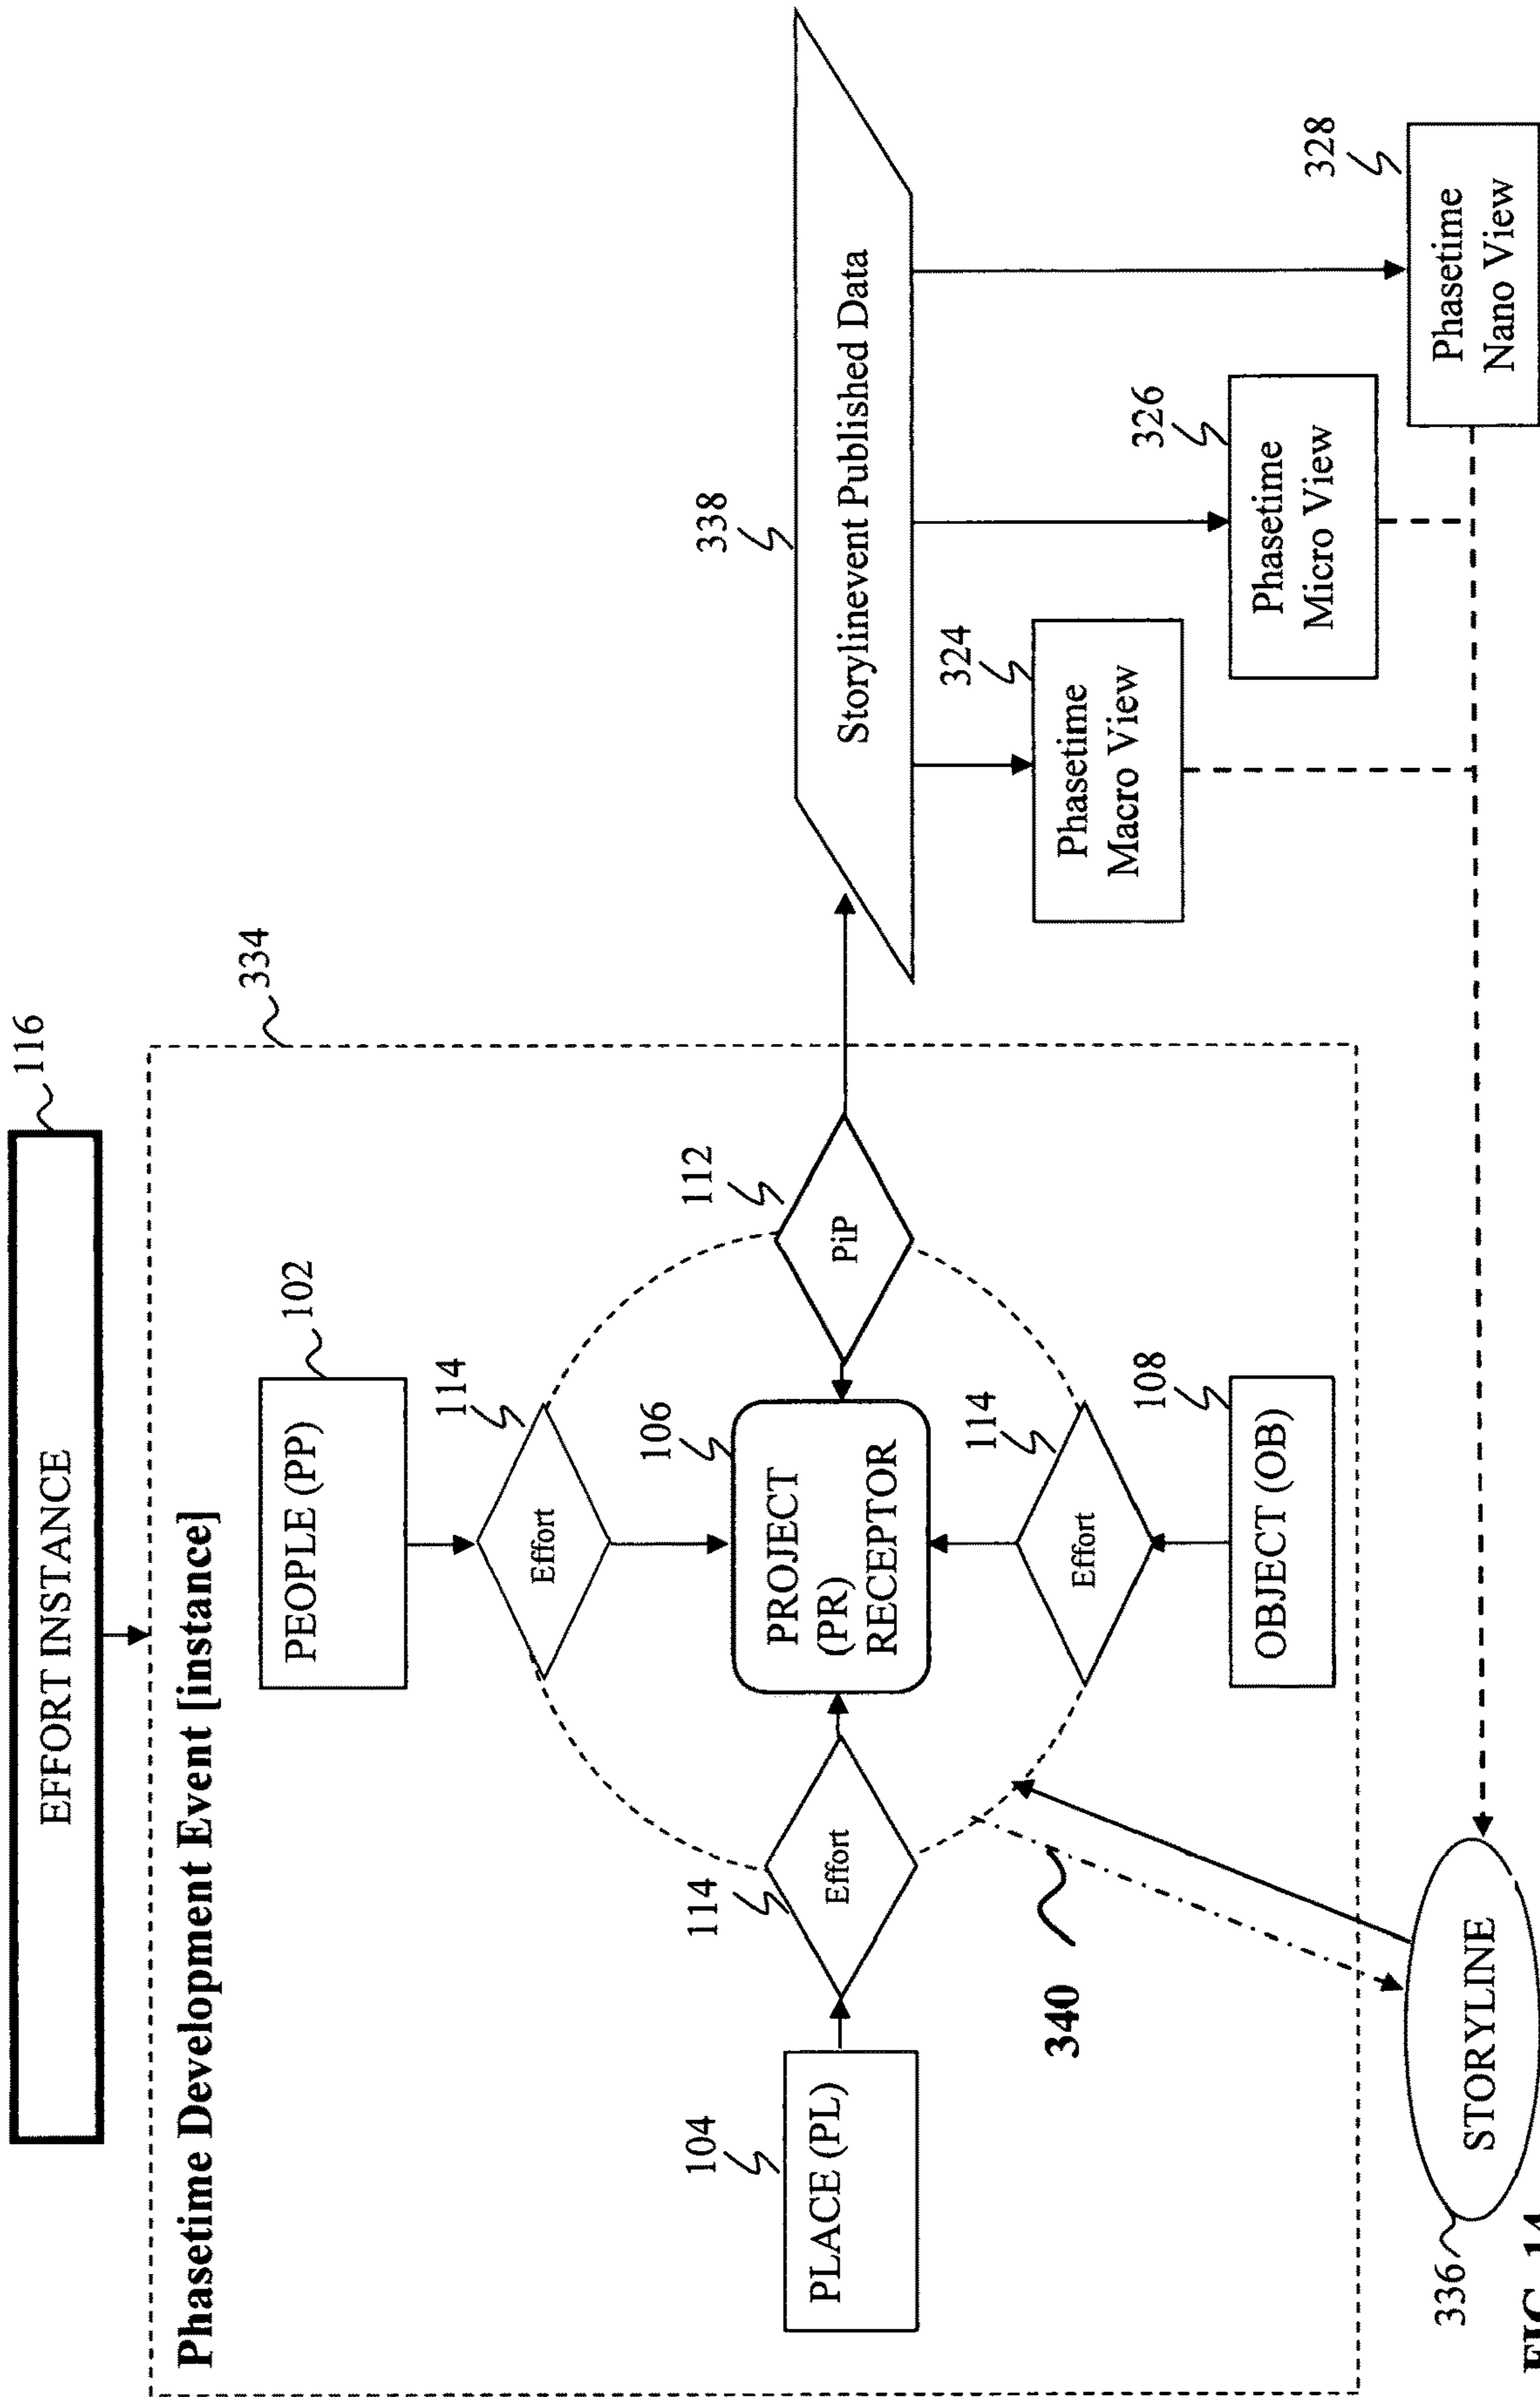 EFFORT INSTANCE
116
334
Phasetime Development Event [instance]
PEOPLE (PP)
102
114
Effort
104
PLACE (PL)
114
Effort
106
PROJECT
(PR)
RECEPTOR
112
PiP
338
Storylinevent Published Data
114
Effort
340
108
OBJECT (OB)
324
Phasetime
Macro View
326
Phasetime
Micro View
328
Phasetime
Nano View
336
STORYLINE
FIG. 14